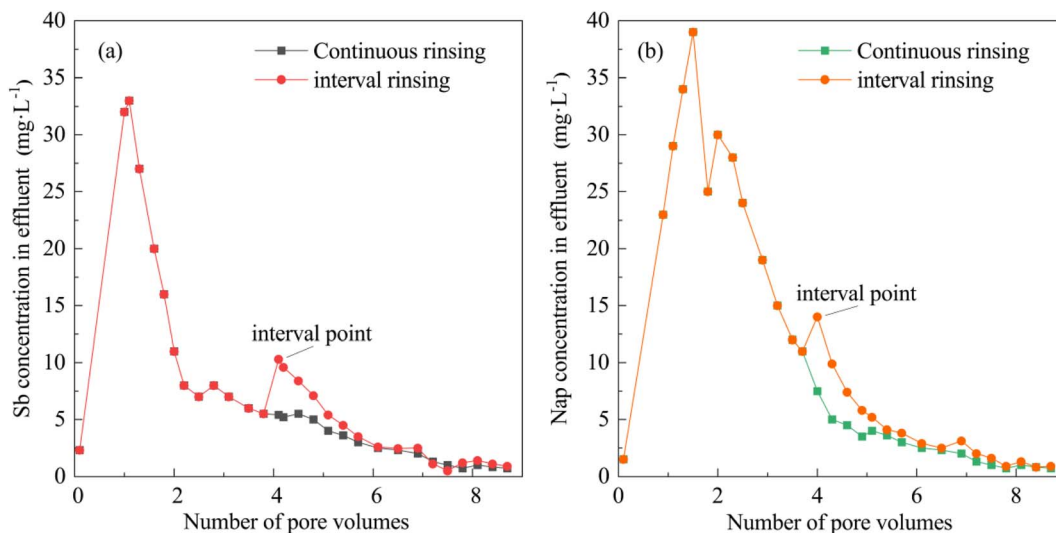 (a)
Continuous rinsing
interval rinsing
interval point
Sb concentration in effluent (mg·L⁻¹)
40
35
30
25
20
15
10
5
0
0 2 4 6 8
Number of pore volumes
(b)
Continuous rinsing
interval rinsing
interval point
Nap concentration in effluent (mg·L⁻¹)
40
35
30
25
20
15
10
5
0
0 2 4 6 8
Number of pore volumes